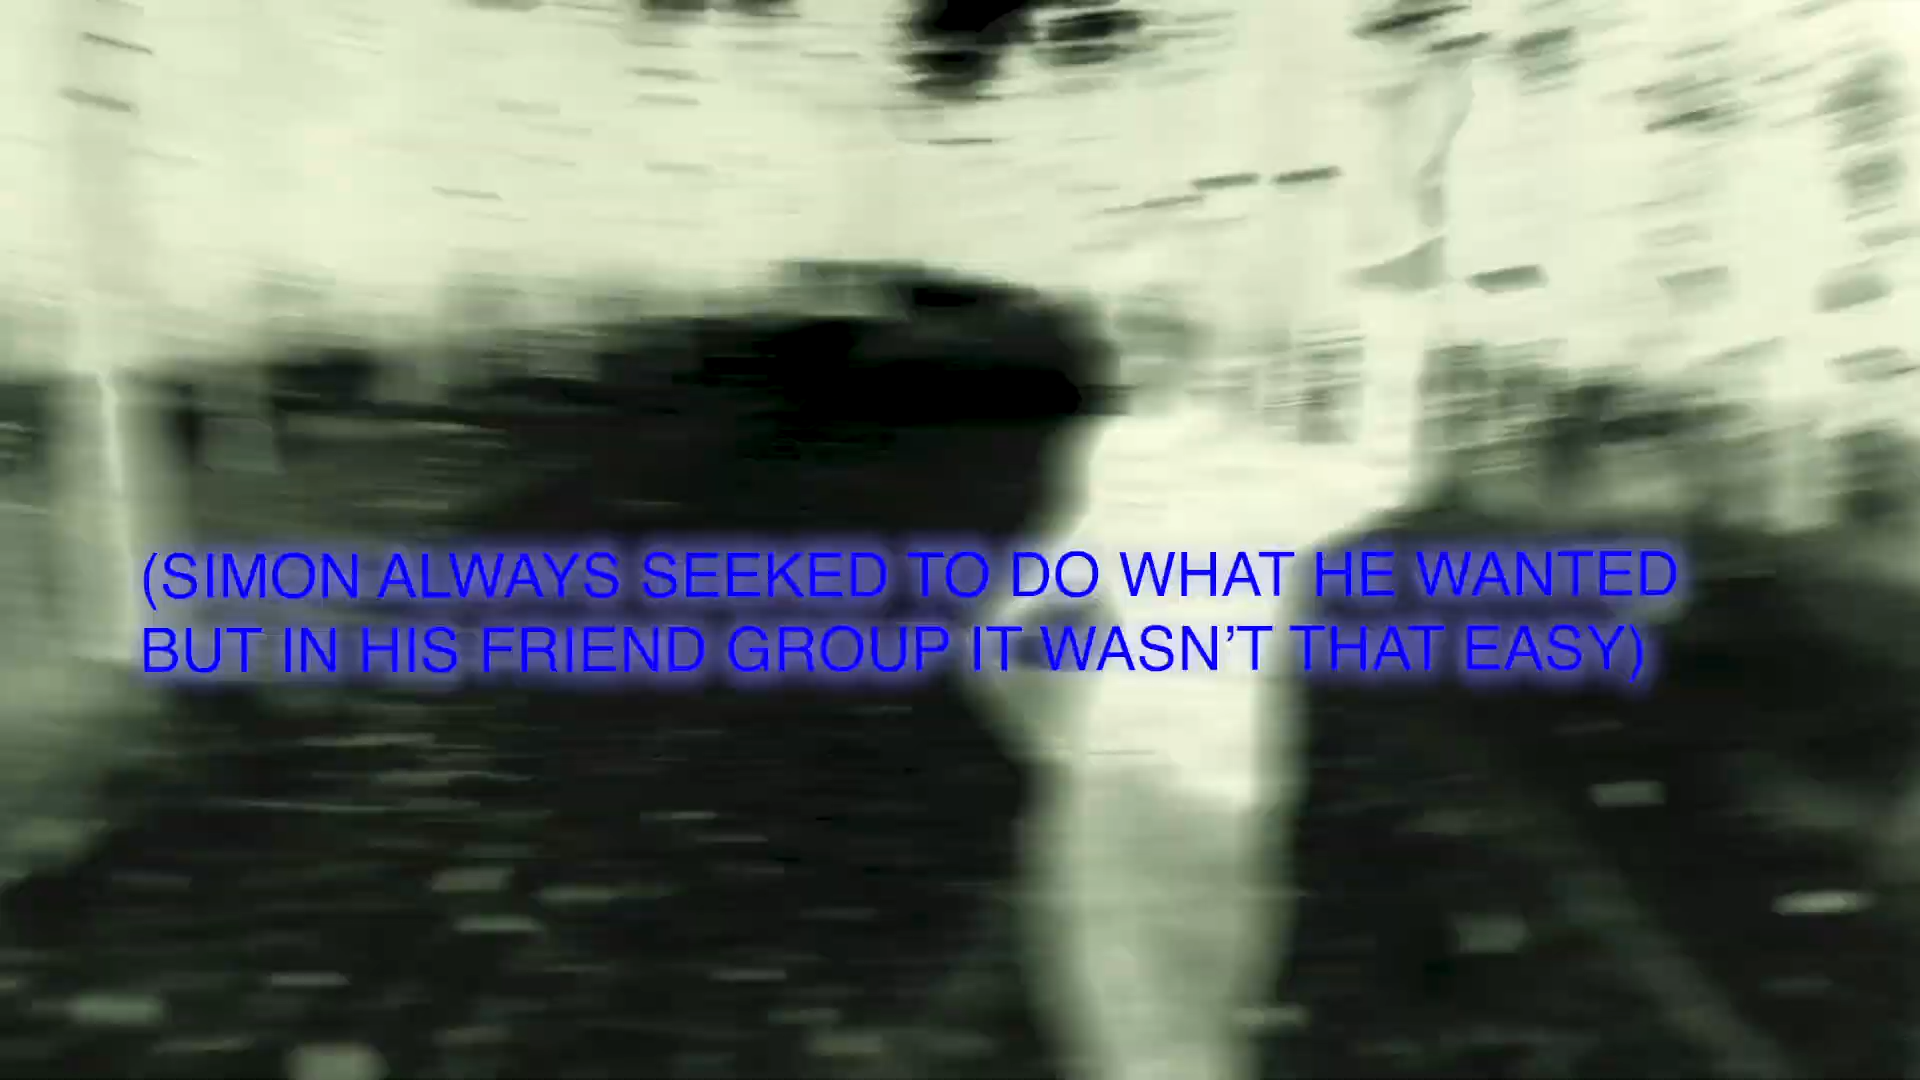 (SIMON ALWAYS SEEKED TO DO WHAT HE WANTED
BUT IN HIS FRIEND GROUP IT WASN’T THAT EASY)